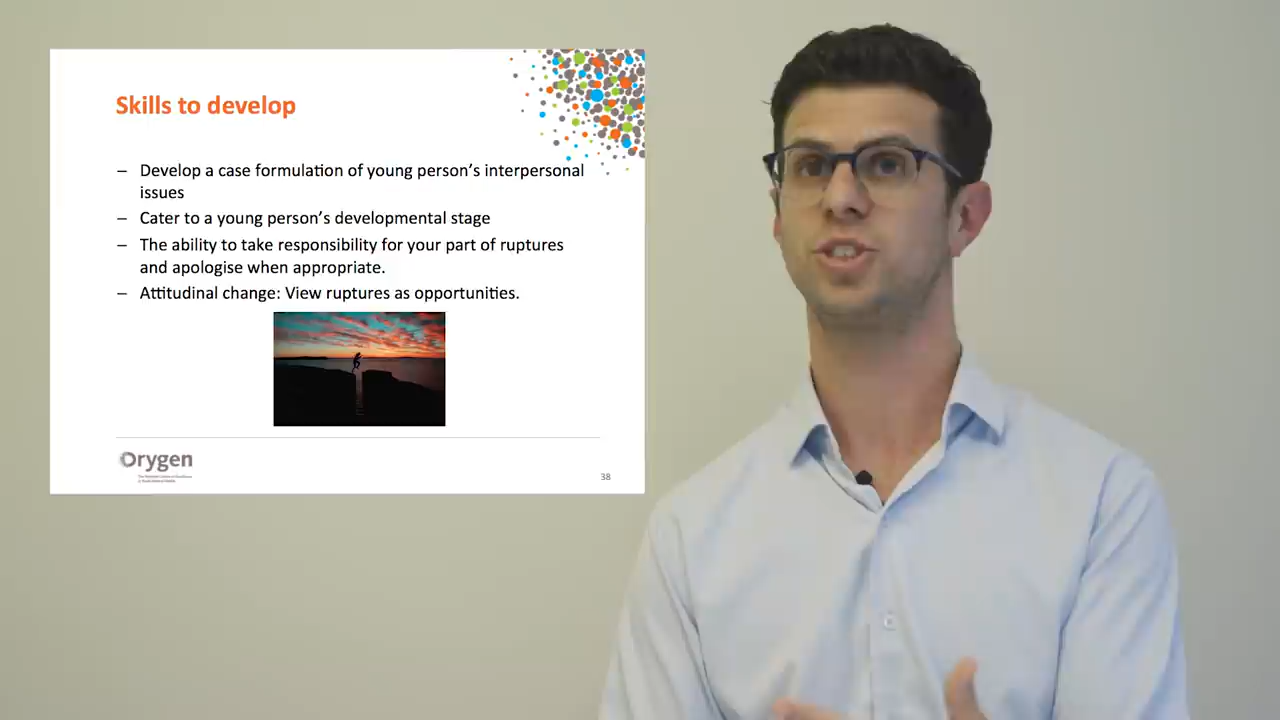 Skills to develop
– Develop a case formulation of young person's interpersonal
issues
– Cater to a young person's developmental stage
– The ability to take responsibility for your part of ruptures
and apologise when appropriate.
– Attitudinal change: View ruptures as opportunities.
Orygen
38